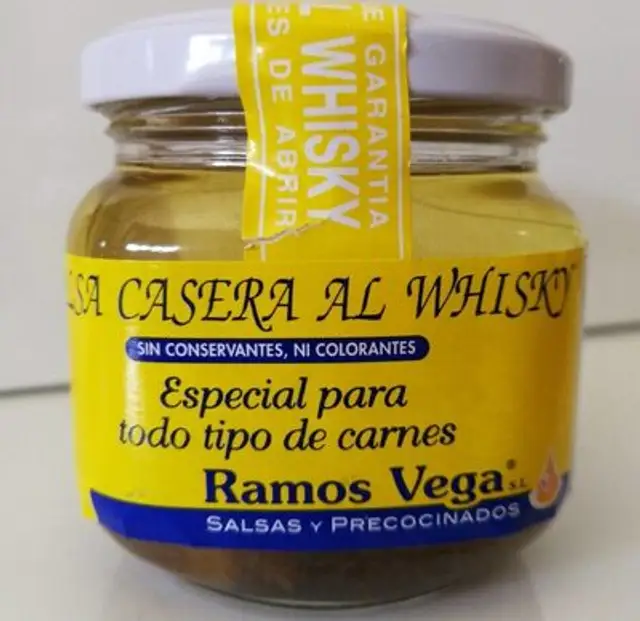 DE GARANTIA
WHISKY
ES DE ABRIR
LSA CASERA AL WHISKY
SIN CONSERVANTES, NI COLORANTES
Especial para
todo tipo de carnes
Ramos Vega® S.L.
SALSAS Y PRECOCINADOS